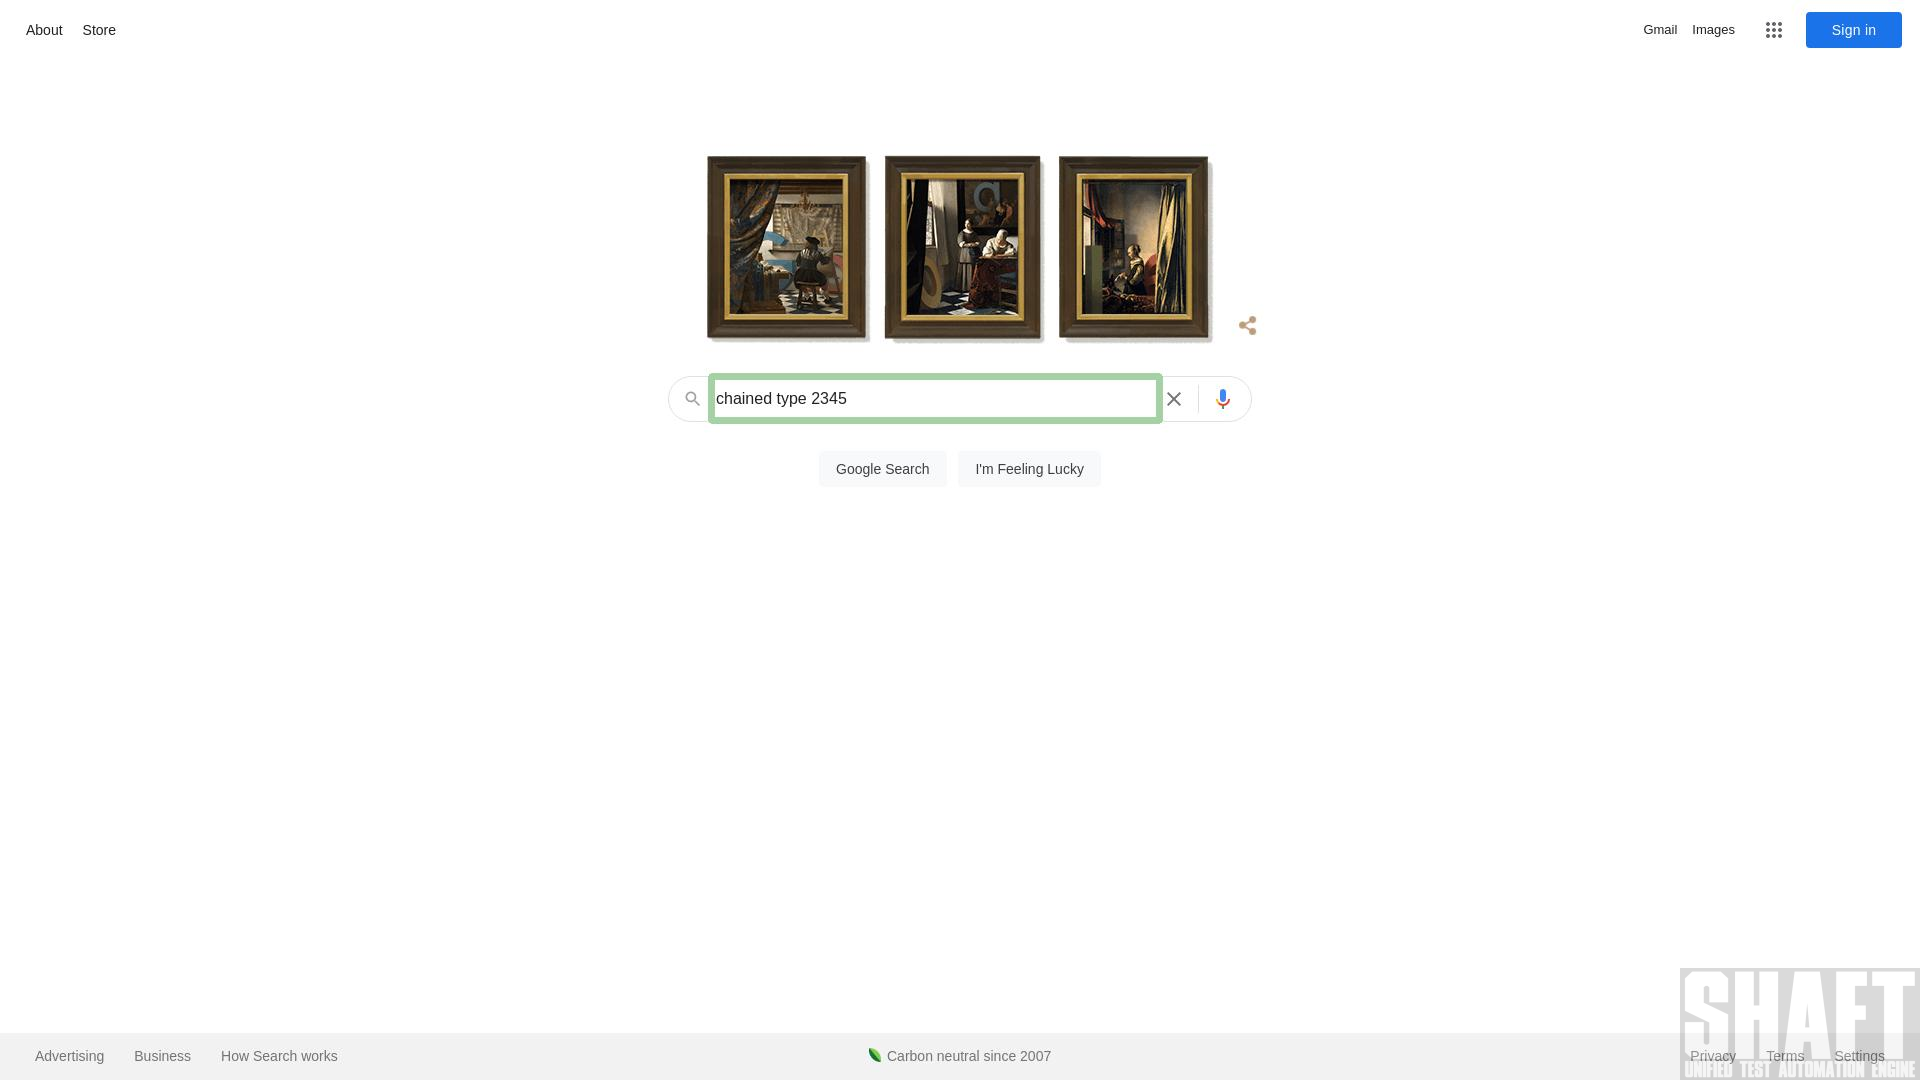 About Store
Gmail Images Sign in
chained type 2345
Google Search I'm Feeling Lucky
SHAFT
UNIFIED TEST AUTOMATION ENGINE
Advertising Business How Search works
Carbon neutral since 2007
Privacy Terms Settings